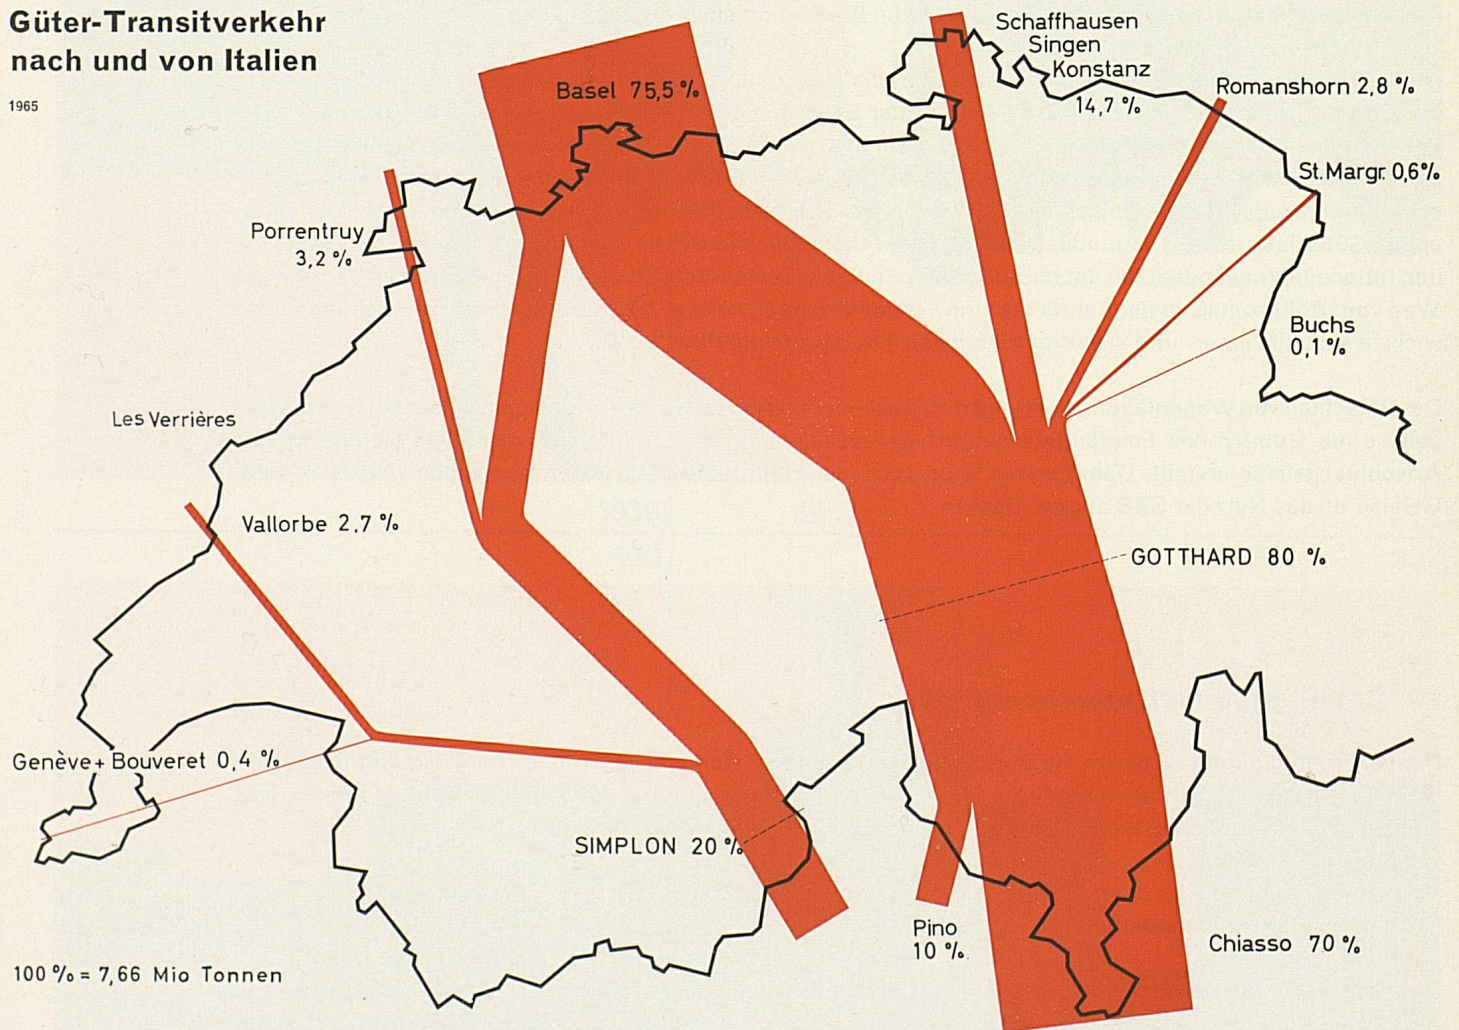 Güter-Transitverkehr
nach und von Italien
1965
Basel 75,5 %
Schaffhausen
Singen
Konstanz
14,7 %
Romanshorn 2,8 %
St.Margr. 0,6%
Porrentruy
3,2 %
Buchs
0,1 %
Les Verrières
Vallorbe 2,7 %
GOTTHARD 80 %
Genève + Bouveret 0,4 %
SIMPLON 20 %
Pino
10 %
Chiasso 70 %
100 % = 7,66 Mio Tonnen